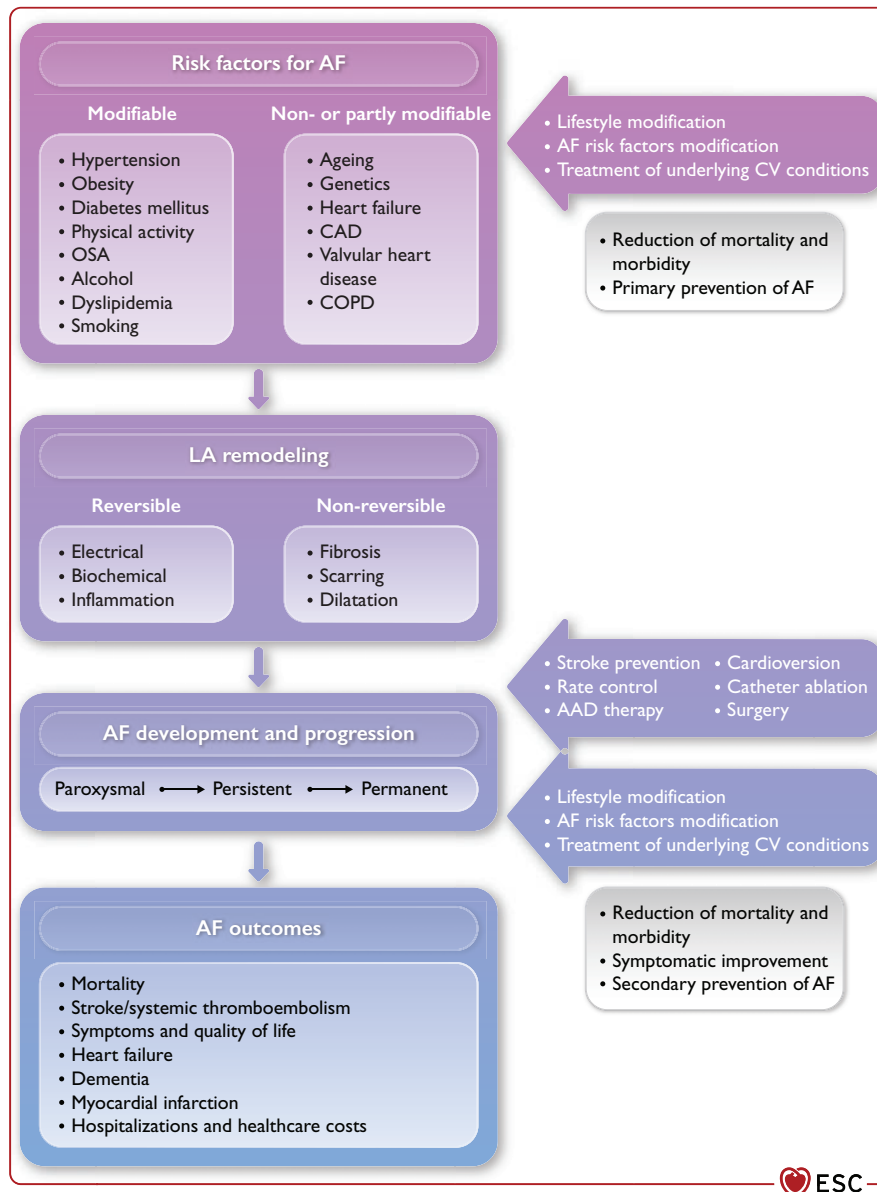 Risk factors for AF
Modifiable
• Hypertension
• Obesity
• Diabetes mellitus
• Physical activity
• OSA
• Alcohol
• Dyslipidemia
• Smoking
Non- or partly modifiable
• Ageing
• Genetics
• Heart failure
• CAD
• Valvular heart
disease
• COPD
• Lifestyle modification
• AF risk factors modification
• Treatment of underlying CV conditions
• Reduction of mortality and
morbidity
• Primary prevention of AF
LA remodeling
Reversible
• Electrical
• Biochemical
• Inflammation
Non-reversible
• Fibrosis
• Scarring
• Dilatation
• Stroke prevention
• Rate control
• AAD therapy
• Cardioversion
• Catheter ablation
• Surgery
AF development and progression
Paroxysmal Persistent Permanent
• Lifestyle modification
• AF risk factors modification
• Treatment of underlying CV conditions
• Reduction of mortality and
morbidity
• Symptomatic improvement
• Secondary prevention of AF
AF outcomes
• Mortality
• Stroke/systemic thromboembolism
• Symptoms and quality of life
• Heart failure
• Dementia
• Myocardial infarction
• Hospitalizations and healthcare costs
ESC